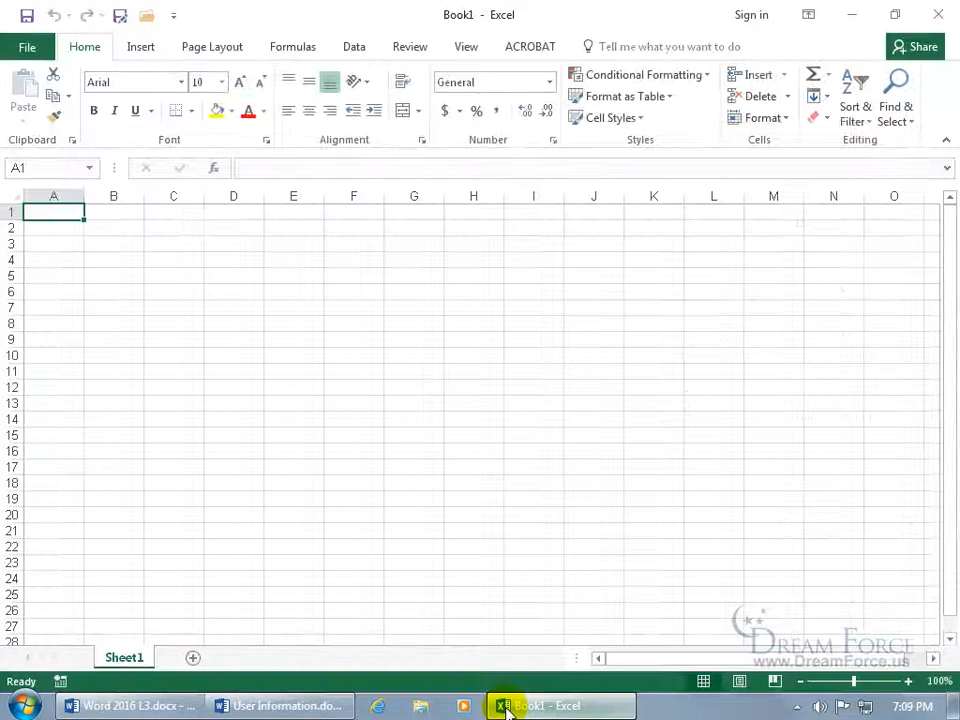 Book1 - Excel
Sign in
File Home Insert Page Layout Formulas Data Review View ACROBAT Tell me what you want to do Share
Arial 10 General Conditional Formatting Insert
Paste B I U $ % , Format as Table Delete Sort & Filter Find & Select
Cell Styles Format
Clipboard Font Alignment Number Styles Cells Editing
A1 fx
A B C D E F G H I J K L M N O
1
2
3
4
5
6
7
8
9
10
11
12
13
14
15
16
17
18
19
20
21
22
23
24
25
26
27
28
DREAM FORCE
www.DreamForce.us
Sheet1
Ready 100%
Word 2016 L3.docx - ... User Information.do... Book1 - Excel 7:09 PM